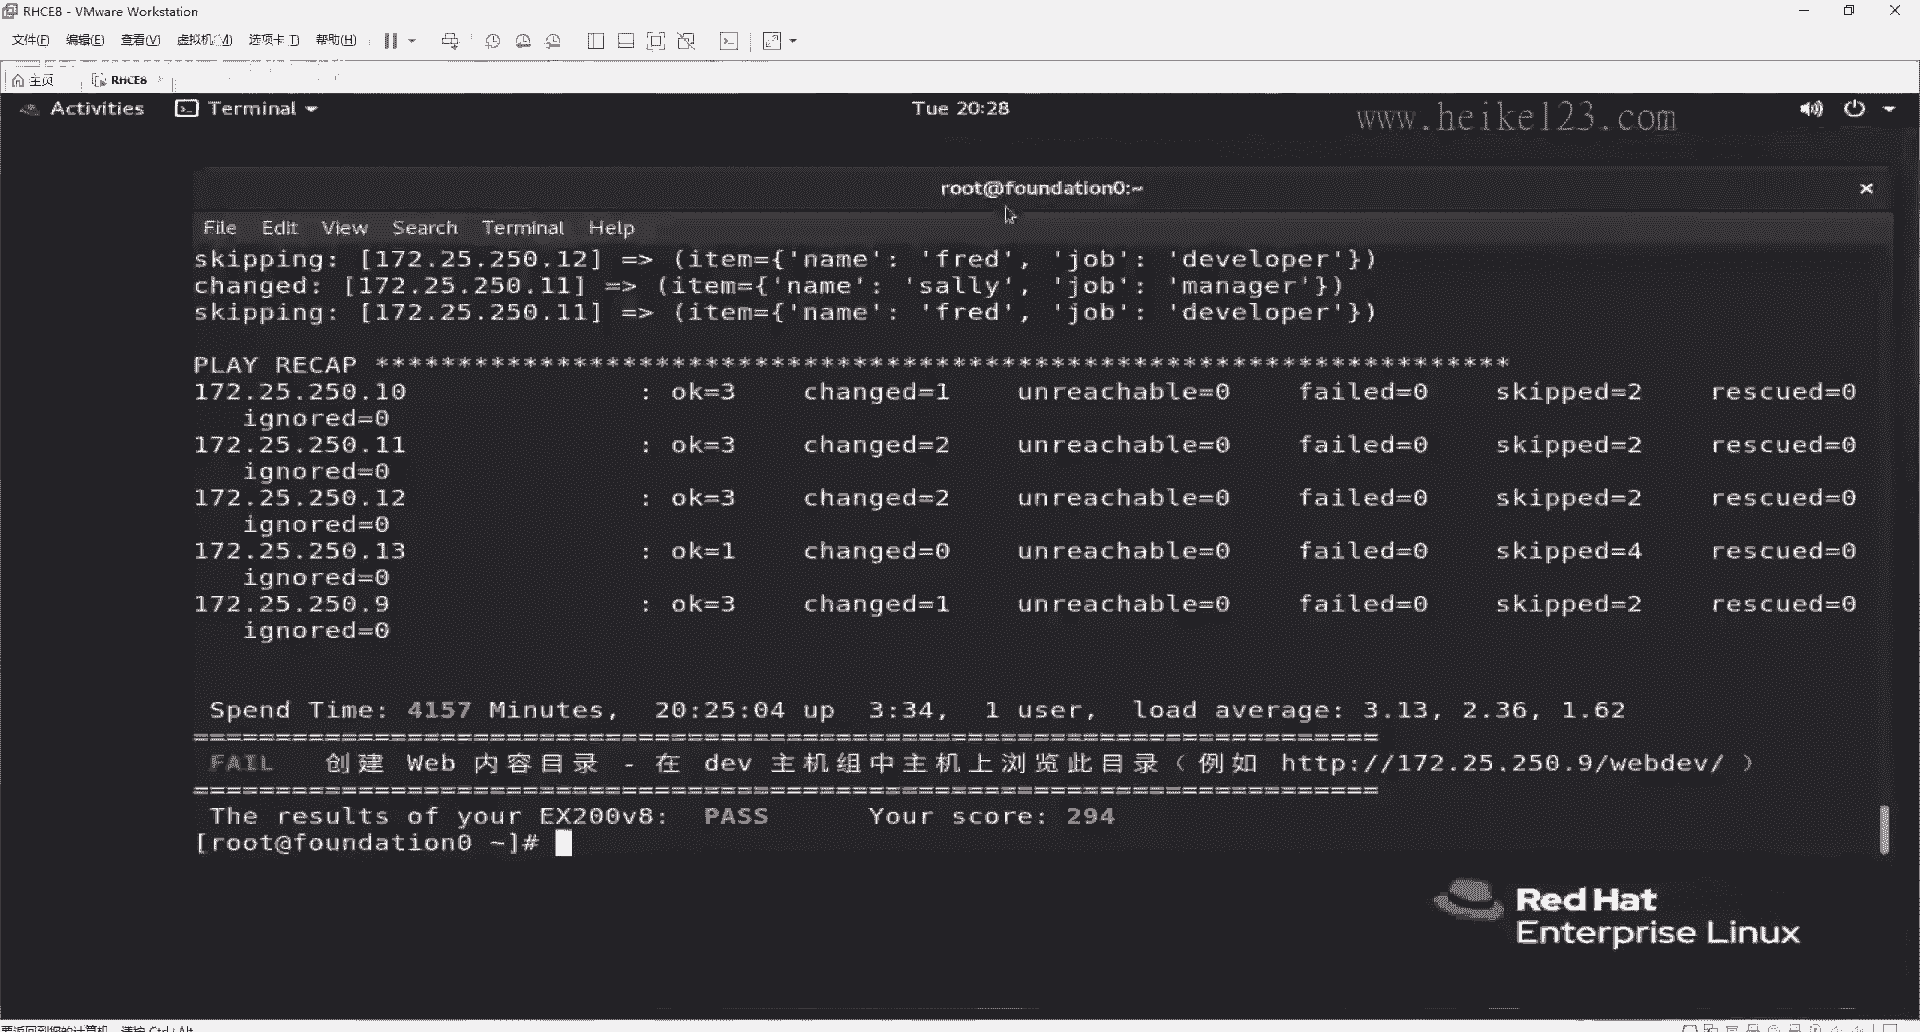 RHCE8 - VMware Workstation
文件(F) 编辑(E) 查看(V) 虚拟机(M) 选项卡(T) 帮助(H)
主页 RHCE8
Activities Terminal Tue 20:28
www.heike123.com
root@foundation0:~
File Edit View Search Terminal Help
skipping: [172.25.250.12] => (item={'name': 'fred', 'job': 'developer'})
changed: [172.25.250.11] => (item={'name': 'sally', 'job': 'manager'})
skipping: [172.25.250.11] => (item={'name': 'fred', 'job': 'developer'})
PLAY RECAP *********************************************************************
172.25.250.10 : ok=3 changed=1 unreachable=0 failed=0 skipped=2 rescued=0
ignored=0
172.25.250.11 : ok=3 changed=2 unreachable=0 failed=0 skipped=2 rescued=0
ignored=0
172.25.250.12 : ok=3 changed=2 unreachable=0 failed=0 skipped=2 rescued=0
ignored=0
172.25.250.13 : ok=1 changed=0 unreachable=0 failed=0 skipped=4 rescued=0
ignored=0
172.25.250.9 : ok=3 changed=1 unreachable=0 failed=0 skipped=2 rescued=0
ignored=0
Spend Time: 4157 Minutes, 20:25:04 up 3:34, 1 user, load average: 3.13, 2.36, 1.62
========================================================================
FAIL 创建 Web 内容目录 - 在 dev 主机组中主机上浏览此目录（例如 http://172.25.250.9/webdev/ ）
========================================================================
The results of your EX200v8: PASS Your score: 294
[root@foundation0 ~]#
Red Hat
Enterprise Linux